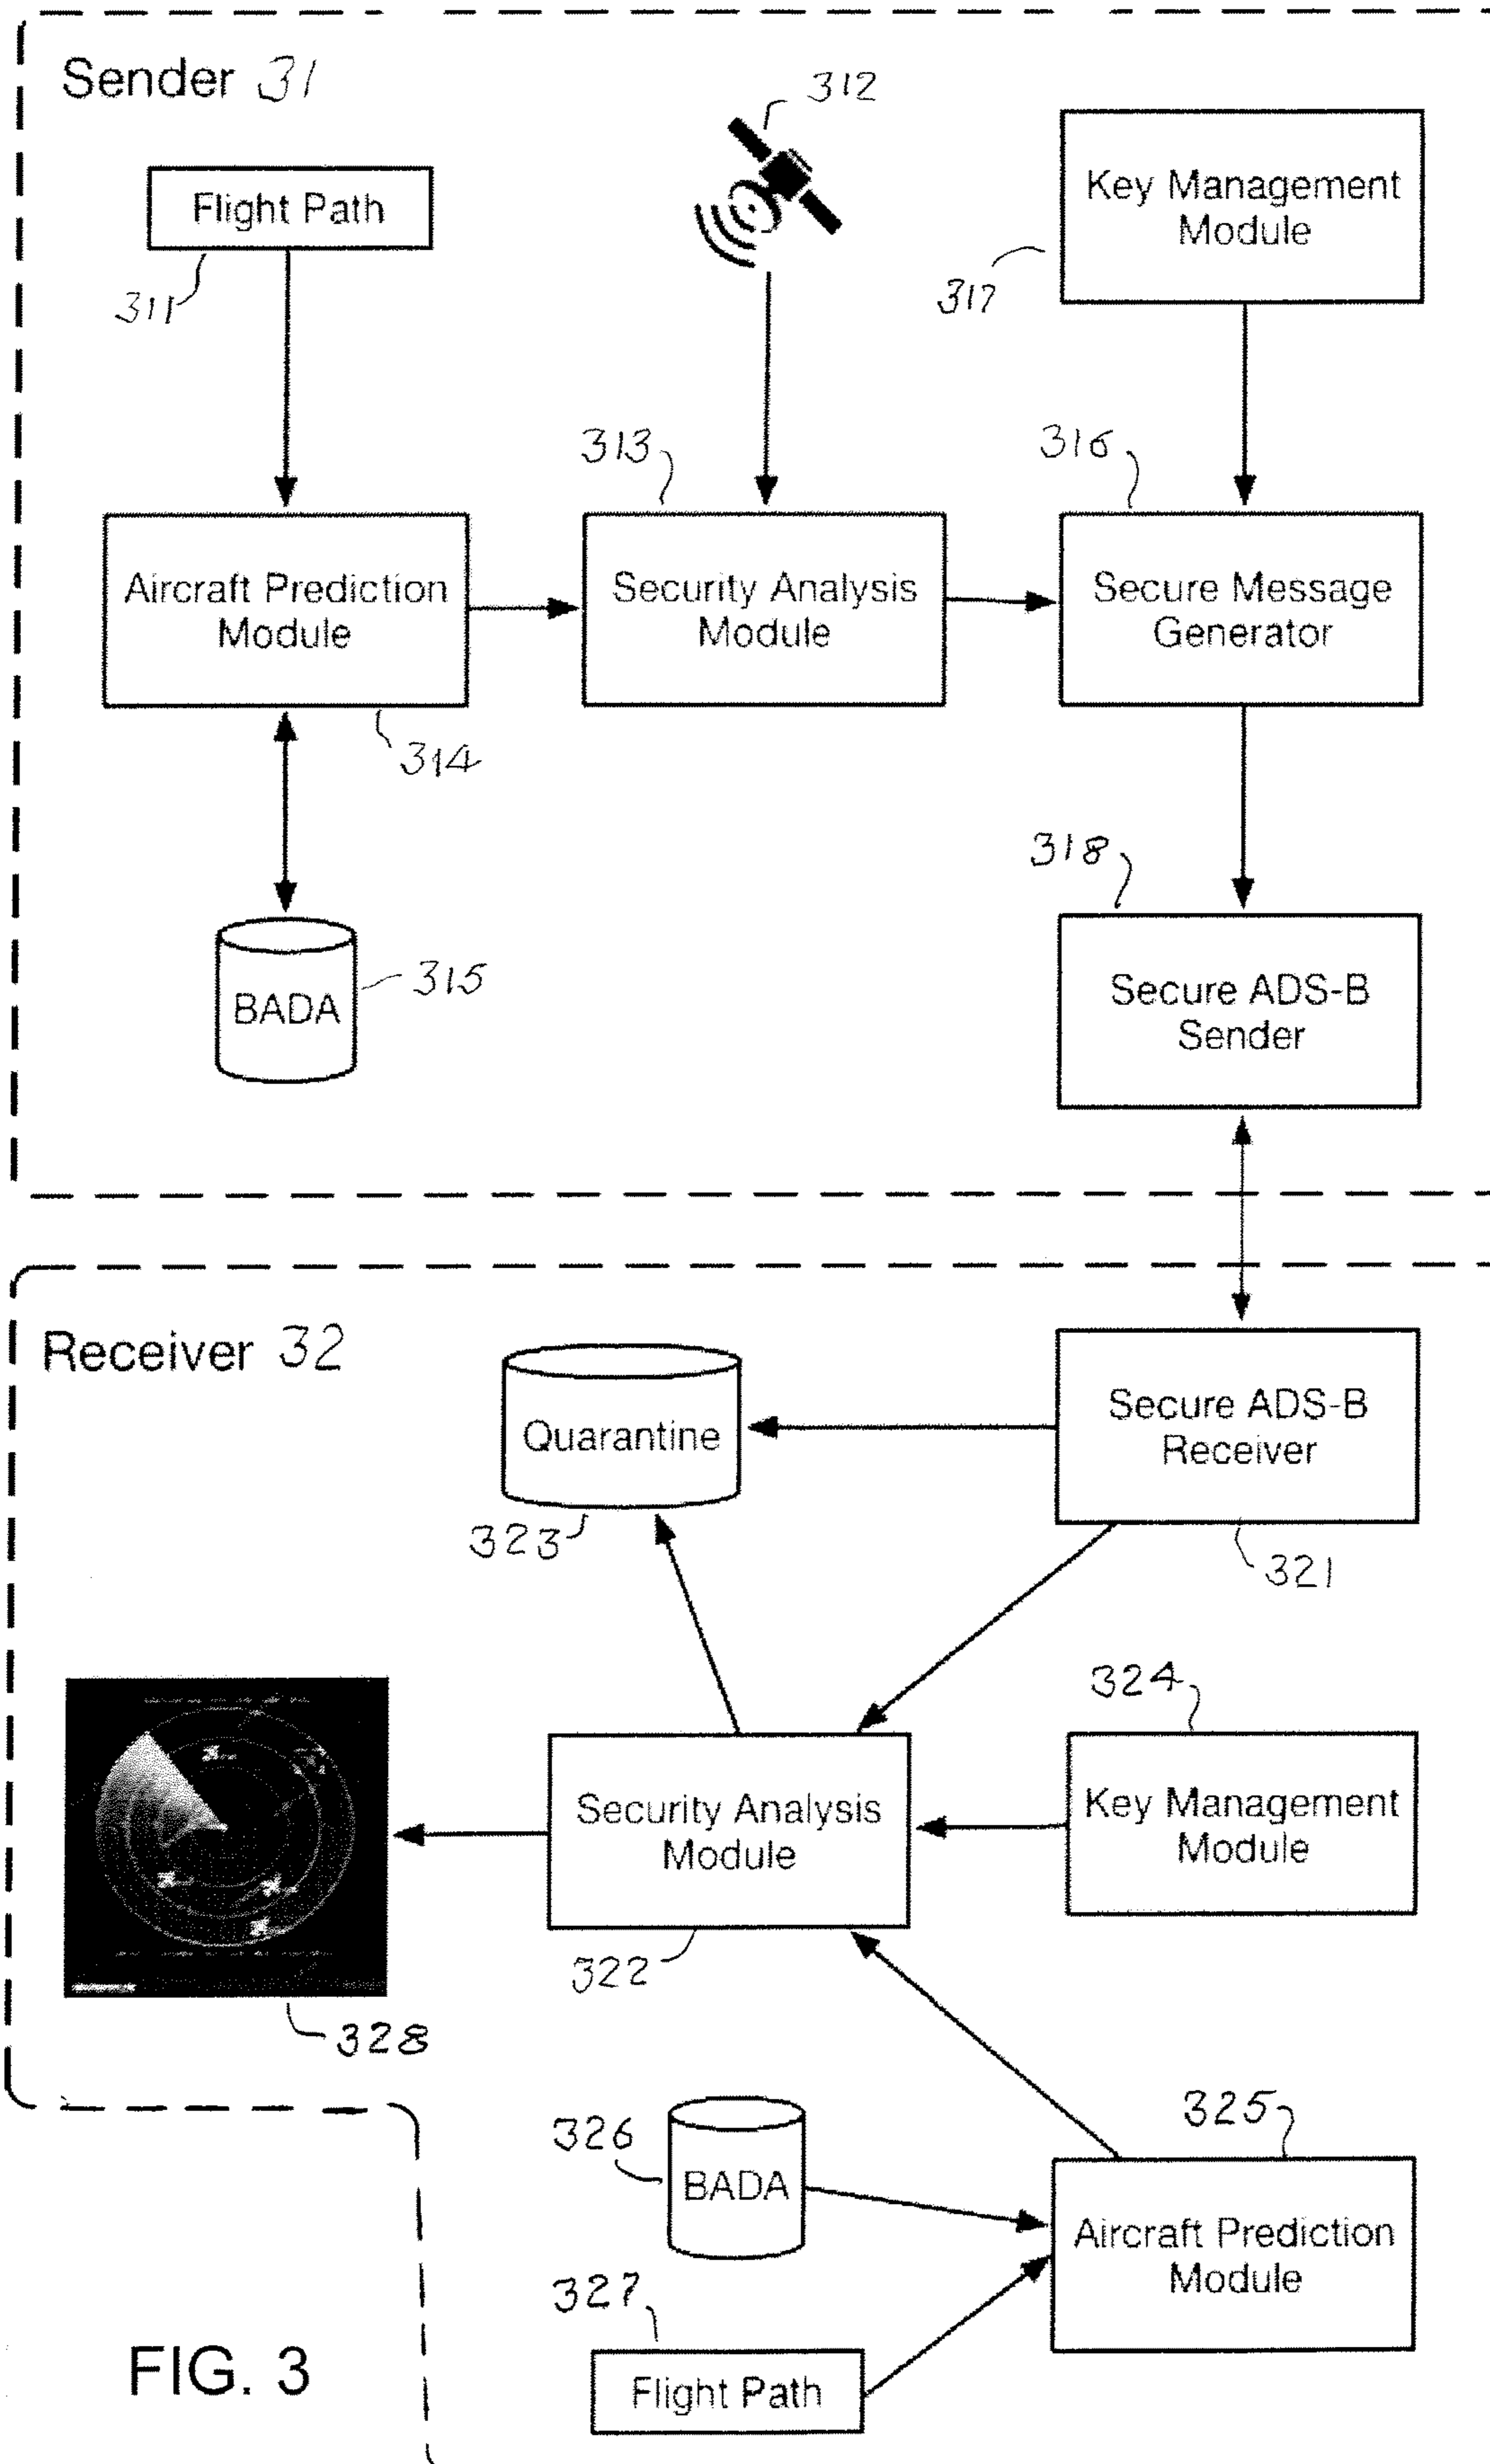 Sender 31
312
Flight Path
Key Management
Module
311
317
313
316
Aircraft Prediction
Module
Security Analysis
Module
Secure Message
Generator
314
318
BADA
315
Secure ADS-B
Sender
Receiver 32
Quarantine
Secure ADS-B
Receiver
323
321
324
Security Analysis
Module
Key Management
Module
322
328
325
326
BADA
Aircraft Prediction
Module
327
Flight Path
FIG. 3